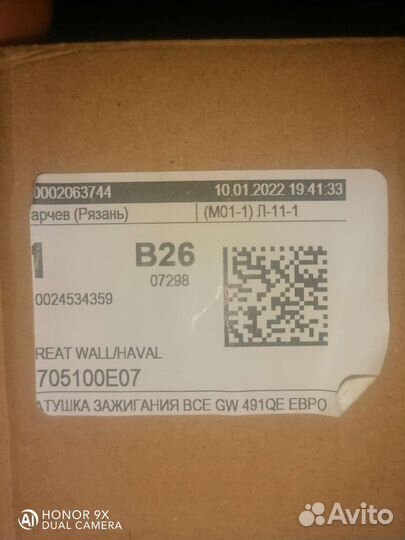 0002063744 10.01.2022 19:41:33
арчев (Рязань) (М01-1) Л-11-1
1 B26
07298
0024534359
REAT WALL/HAVAL
705100E07
АТУШКА ЗАЖИГАНИЯ ВСЕ GW 491QE ЕВРО
HONOR 9X
DUAL CAMERA
Avito